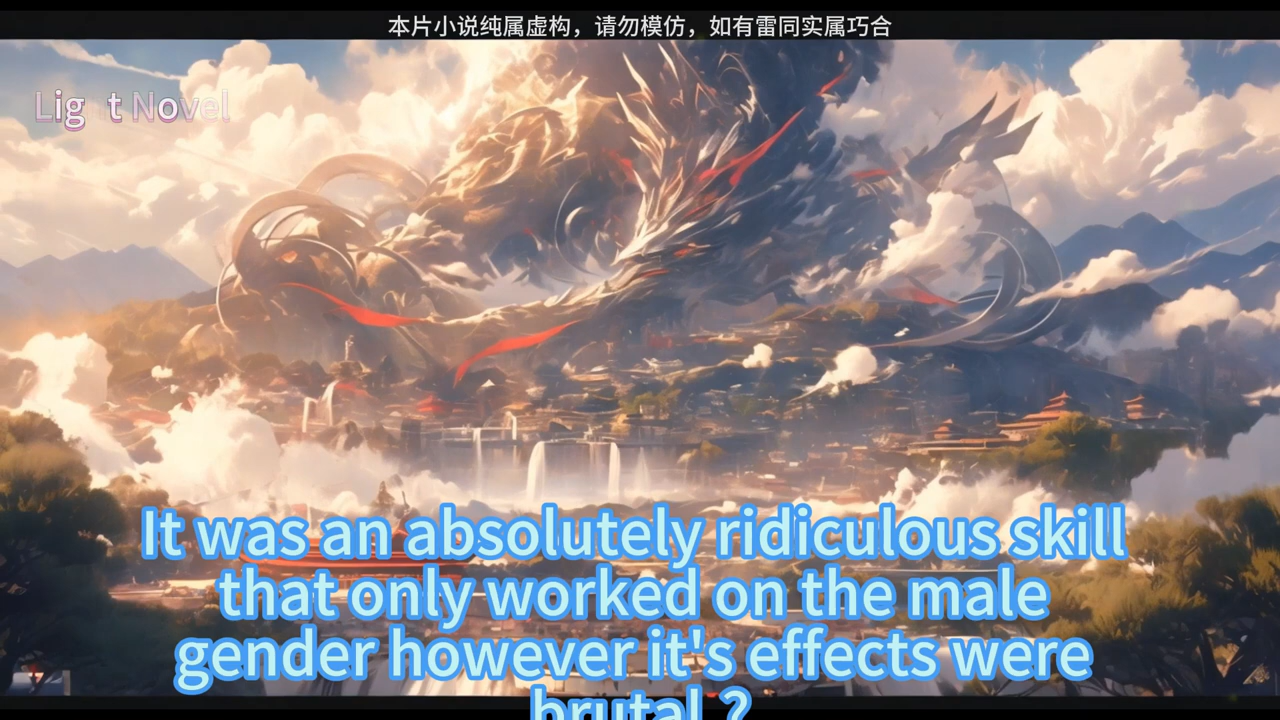 本片小说纯属虚构，请勿模仿，如有雷同实属巧合
Lig t Novel
It was an absolutely ridiculous skill
that only worked on the male
gender however it's effects were
brutal ?